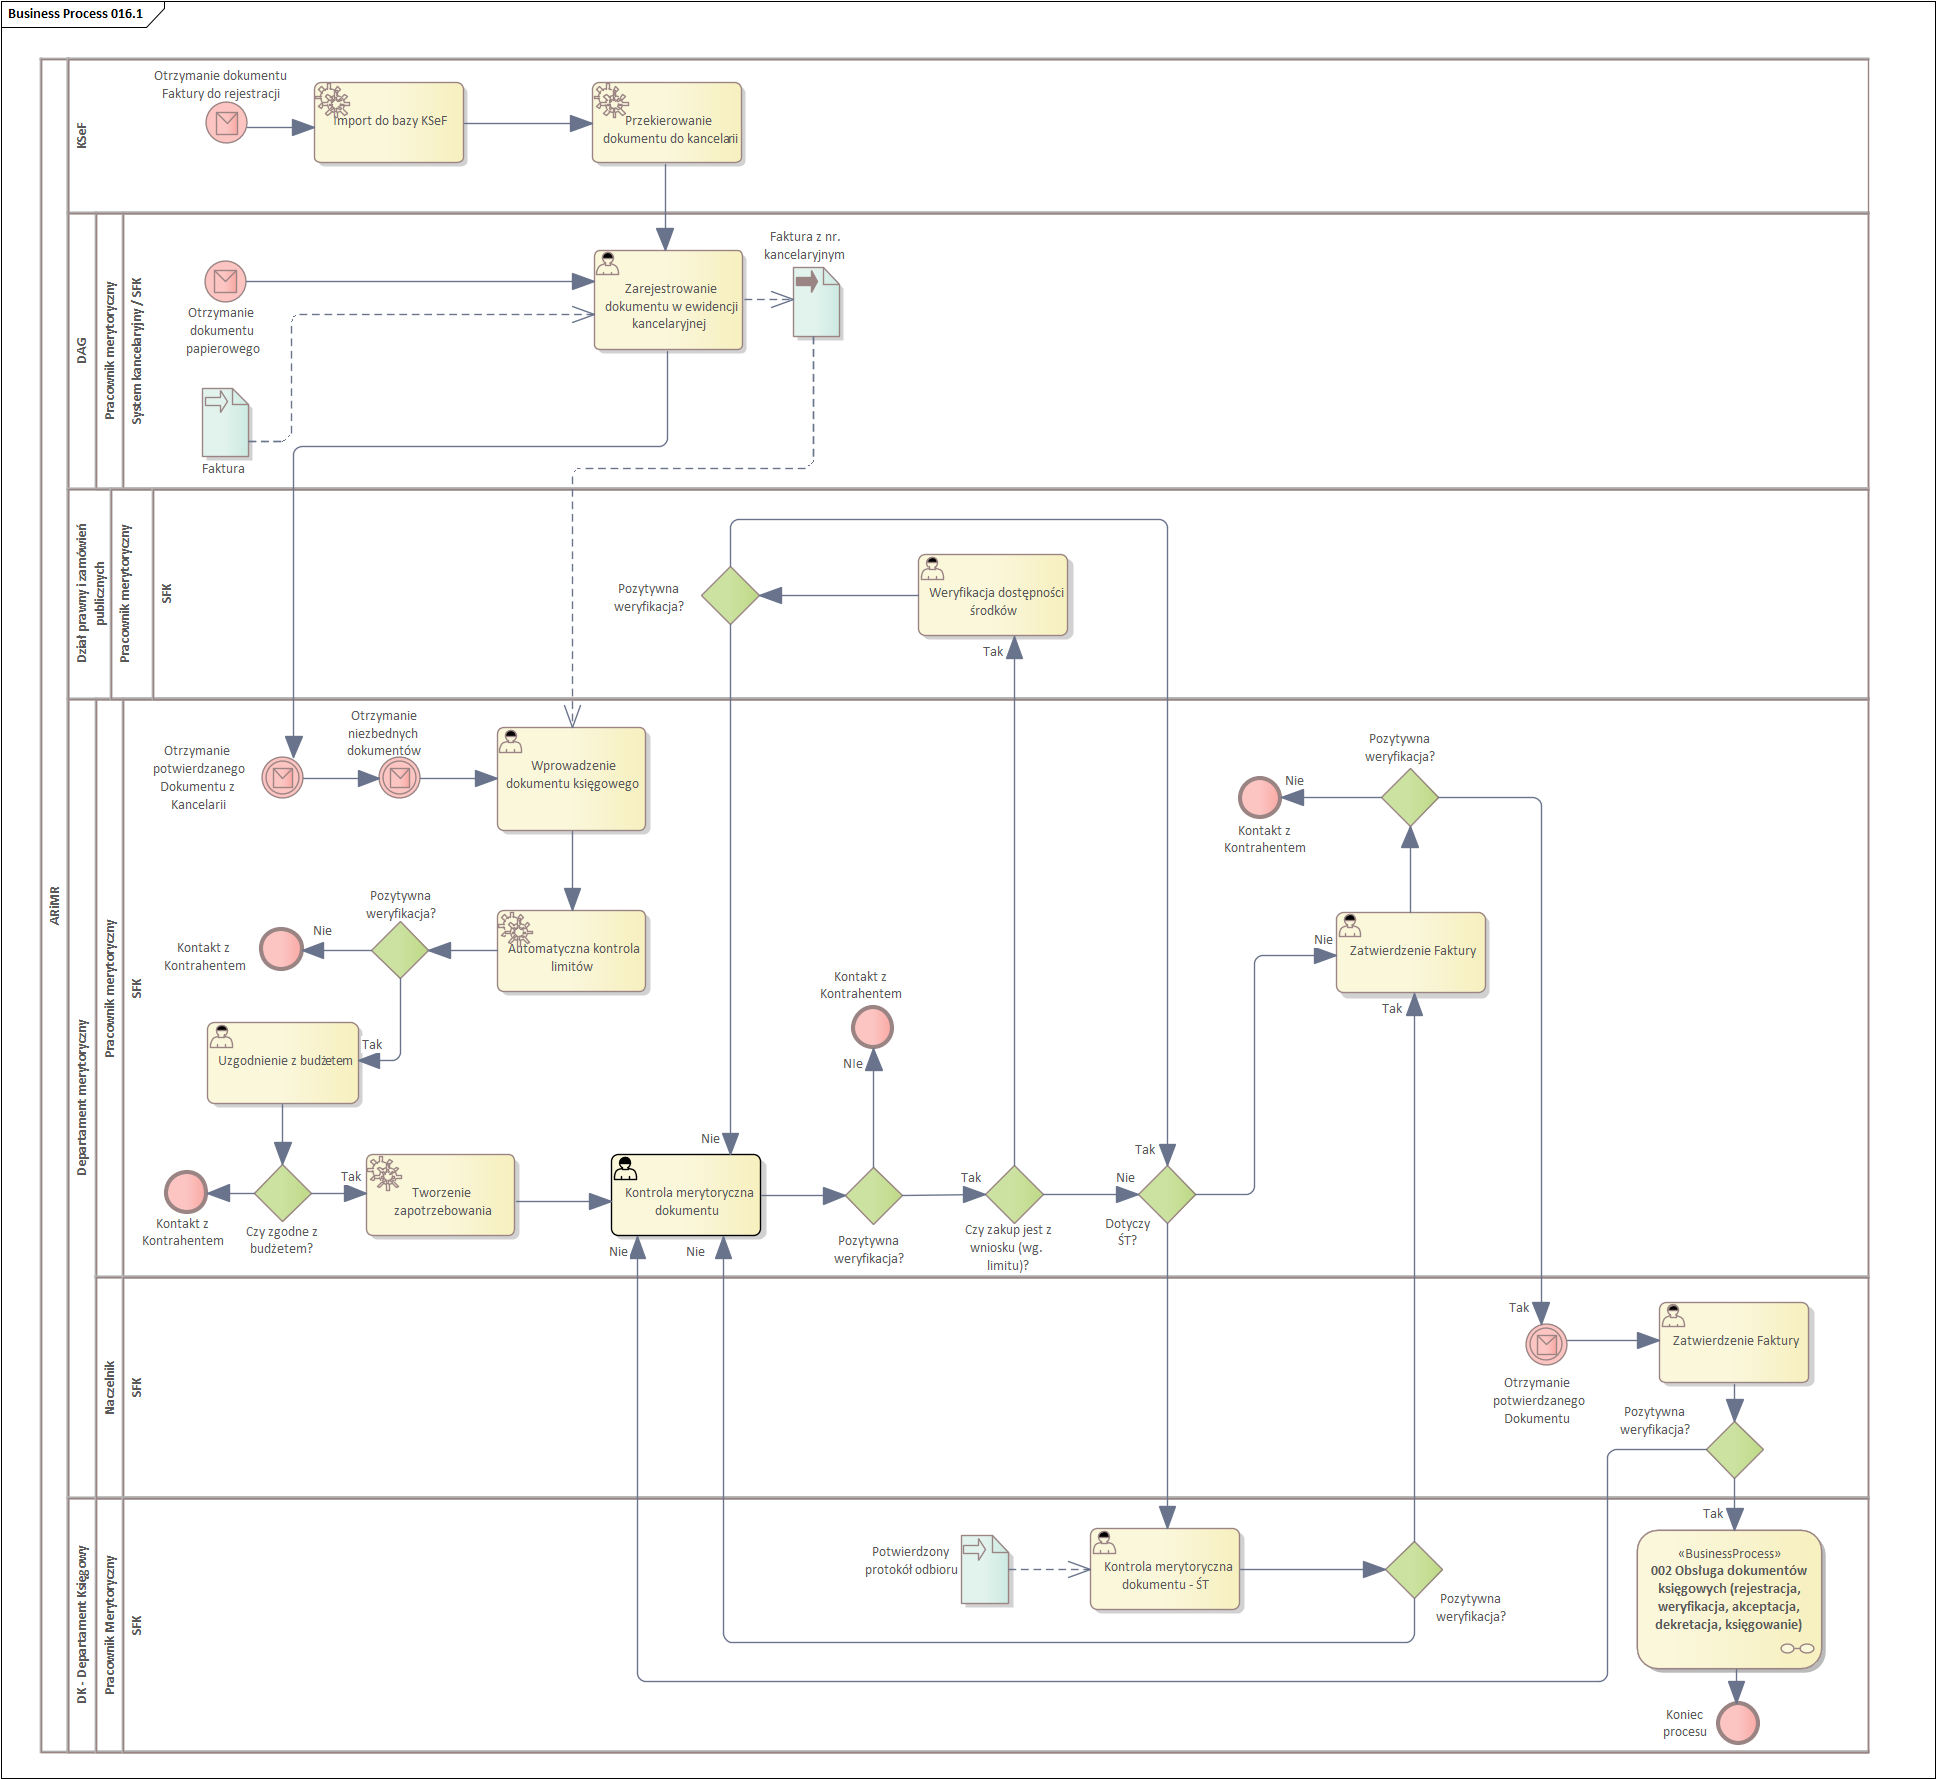 Business Process 016.1
ARiMR
KSeF
Otrzymanie dokumentu
Faktury do rejestracji
Import do bazy KSeF
Przekierowanie
dokumentu do kancelarii
DAG
Pracownik merytoryczny
System kancelaryjny / SFK
Otrzymanie
dokumentu
papierowego
Faktura
Zarejestrowanie
dokumentu w ewidencji
kancelaryjnej
Faktura z nr.
kancelaryjnym
Dział prawny i zamówień
publicznych
Pracownik merytoryczny
SFK
Pozytywna
weryfikacja?
Weryfikacja dostępności
środków
Tak
Departament merytoryczny
Pracownik merytoryczny
SFK
Otrzymanie
potwierdzanego
Dokumentu z
Kancelarii
Otrzymanie
niezbednych
dokumentów
Wprowadzenie
dokumentu księgowego
Pozytywna
weryfikacja?
Nie
Kontakt z
Kontrahentem
Automatyczna kontrola
limitów
Tak
Uzgodnienie z budżetem
Kontakt z
Kontrahentem
Czy zgodne z
budżetem?
Tak
Tworzenie
zapotrzebowania
Nie
Kontrola merytoryczna
dokumentu
Nie
Nie
Kontakt z
Kontrahentem
NIe
Pozytywna
weryfikacja?
Tak
Czy zakup jest z
wniosku (wg.
limitu)?
Nie
Tak
Dotyczy
ŚT?
Pozytywna
weryfikacja?
Nie
Kontakt z
Kontrahentem
Nie
Zatwierdzenie Faktury
Tak
Naczelnik
SFK
Tak
Otrzymanie
potwierdzanego
Dokumentu
Zatwierdzenie Faktury
Pozytywna
weryfikacja?
DK - Departament Księgowy
Pracownik Merytoryczny
SFK
Potwierdzony
protokół odbioru
Kontrola merytoryczna
dokumentu - ŚT
Pozytywna
weryfikacja?
Tak
«BusinessProcess»
002 Obsługa dokumentów
księgowych (rejestracja,
weryfikacja, akceptacja,
dekretacja, księgowanie)
Koniec
procesu